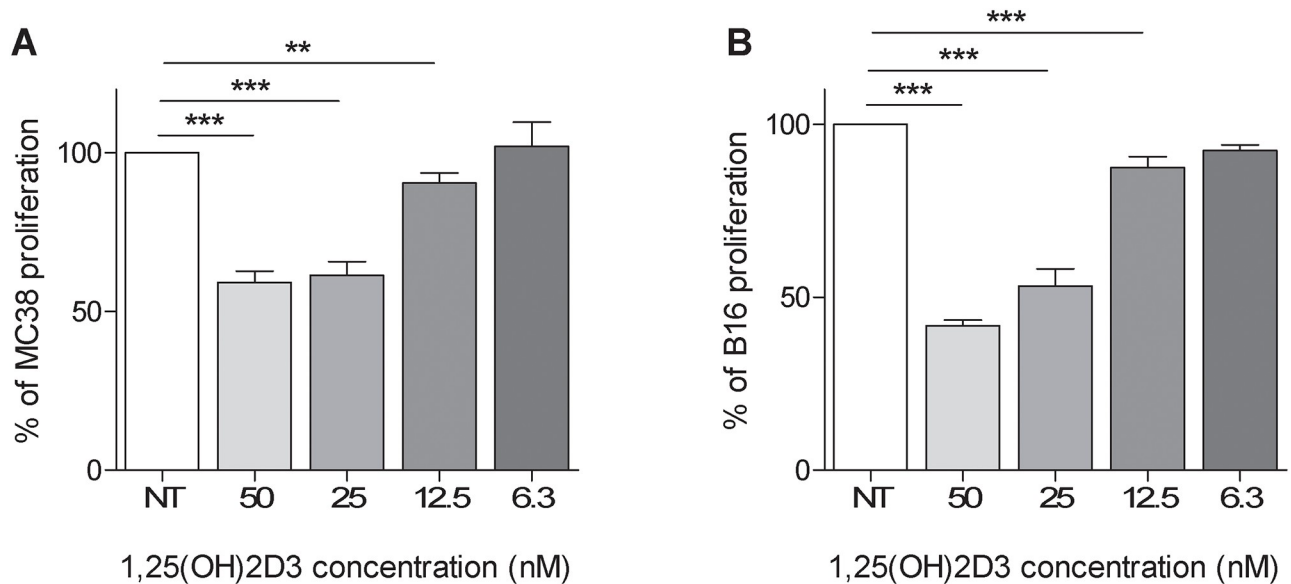 A
**
***
***
100
50
0
% of MC38 proliferation
NT 50 25 12.5 6.3
1,25(OH)2D3 concentration (nM)
B
***
***
***
100
50
0
% of B16 proliferation
NT 50 25 12.5 6.3
1,25(OH)2D3 concentration (nM)